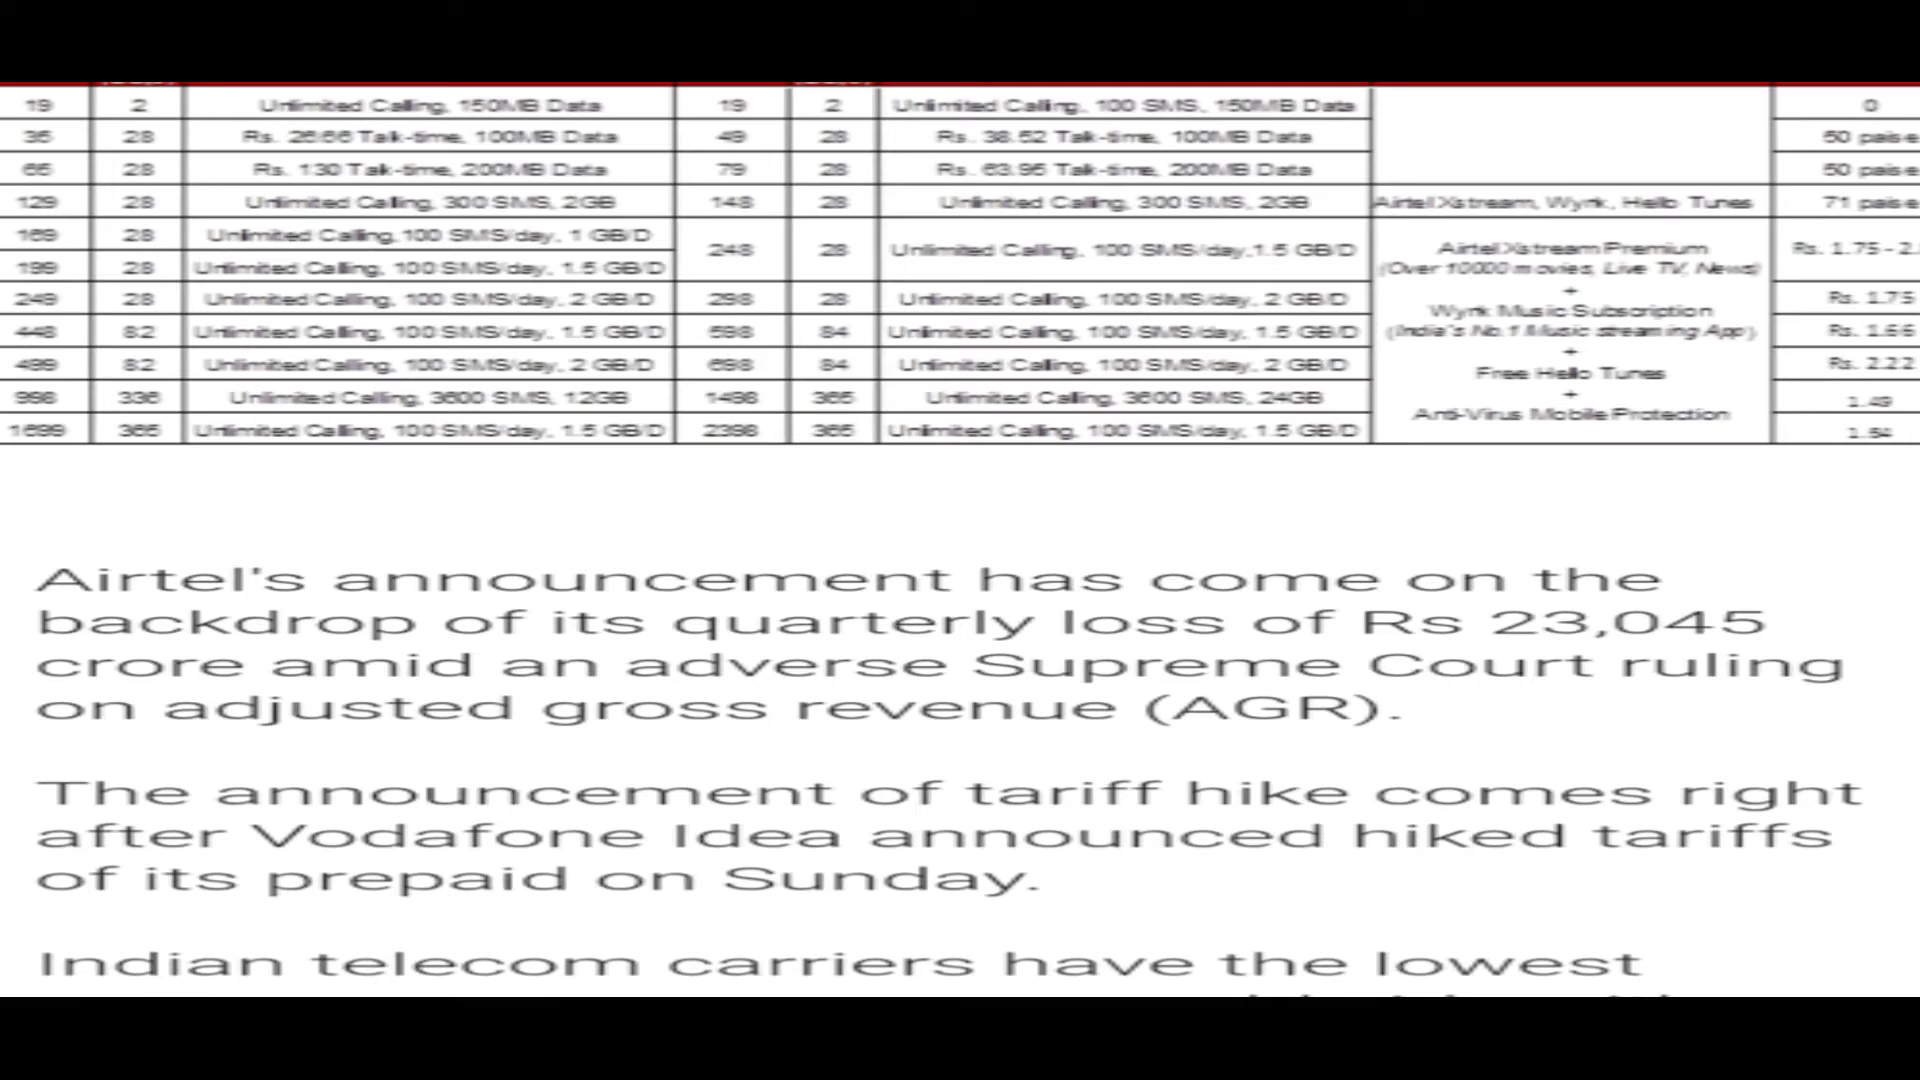 19 2 Unlimited Calling, 150MB Data 19 2 Unlimited Calling, 100 SMS, 150MB Data 0
35 28 Rs. 26.66 Talk-time, 100MB Data 49 28 Rs. 38.52 Talk-time, 100MB Data 50 paise
65 28 Rs. 130 Talk-time, 200MB Data 79 28 Rs. 63.95 Talk-time, 200MB Data 50 paise
129 28 Unlimited Calling, 300 SMS, 2GB 148 28 Unlimited Calling, 300 SMS, 2GB Airtel Xstream, Wynk, Hello Tunes 71 paise
169 28 Unlimited Calling,100 SMS/day, 1 GB/D
248 28 Unlimited Calling, 100 SMS/day,1.5 GB/D Airtel Xstream Premium Rs. 1.75 - 2.
199 28 Unlimited Calling, 100 SMS/day, 1.5 GB/D (Over 10000 movies, Live TV, News)
+
249 28 Unlimited Calling, 100 SMS/day, 2 GB/D 298 28 Unlimited Calling, 100 SMS/day, 2 GB/D Wynk Music Subscription Rs. 1.75
448 82 Unlimited Calling, 100 SMS/day, 1.5 GB/D 598 84 Unlimited Calling, 100 SMS/day, 1.5 GB/D (India's No.1 Music streaming App) Rs. 1.66
+
499 82 Unlimited Calling, 100 SMS/day, 2 GB/D 698 84 Unlimited Calling, 100 SMS/day, 2 GB/D Free Hello Tunes Rs. 2.22
+
998 336 Unlimited Calling, 3600 SMS, 12GB 1498 365 Unlimited Calling, 3600 SMS, 24GB 1.49
Anti-Virus Mobile Protection
1699 365 Unlimited Calling, 100 SMS/day, 1.5 GB/D 2398 365 Unlimited Calling, 100 SMS/day, 1.5 GB/D 1.84
Airtel's announcement has come on the
backdrop of its quarterly loss of Rs 23,045
crore amid an adverse Supreme Court ruling
on adjusted gross revenue (AGR).
The announcement of tariff hike comes right
after Vodafone Idea announced hiked tariffs
of its prepaid on Sunday.
Indian telecom carriers have the lowest